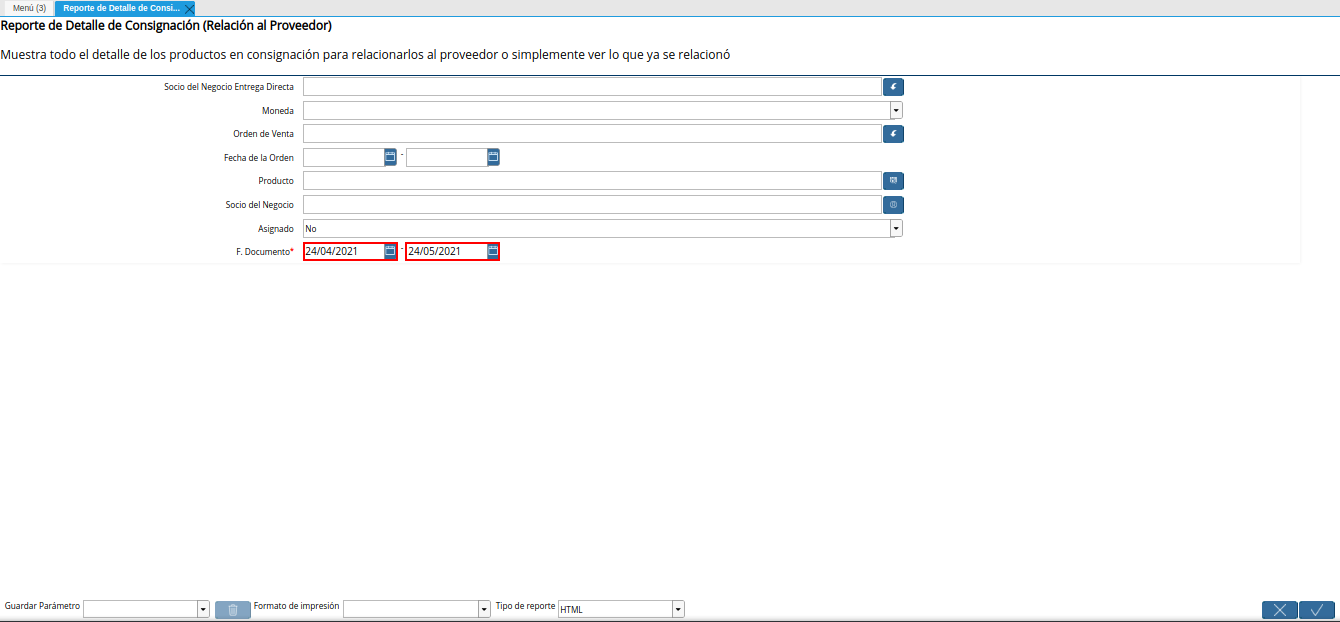 Menú (3) Reporte de Detalle de Consi...
Reporte de Detalle de Consignación (Relación al Proveedor)
Muestra todo el detalle de los productos en consignación para relacionarlos al proveedor o simplemente ver lo que ya se relacionó
Socio del Negocio Entrega Directa
Moneda
Orden de Venta
Fecha de la Orden -
Producto
Socio del Negocio
Asignado No
F. Documento* 24/04/2021 - 24/05/2021
Guardar Parámetro Formato de impresión Tipo de reporte HTML